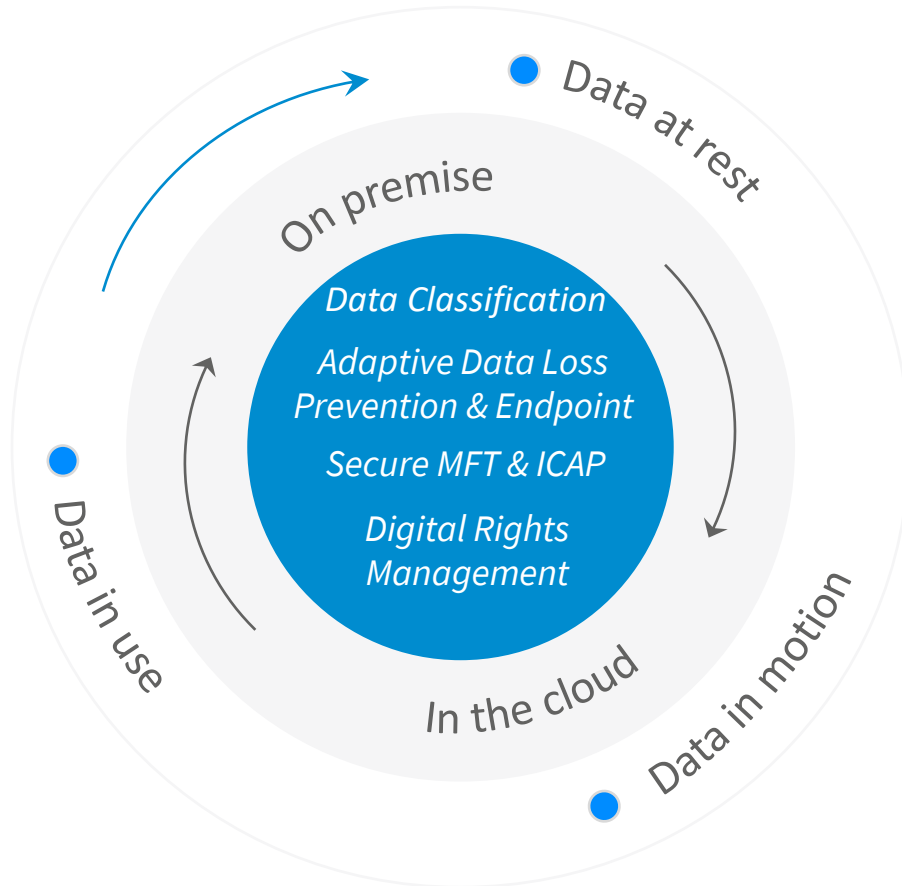 Data at rest
On premise
Data Classification
Adaptive Data Loss
Prevention & Endpoint
Secure MFT & ICAP
Digital Rights
Management
Data in use
In the cloud
Data in motion